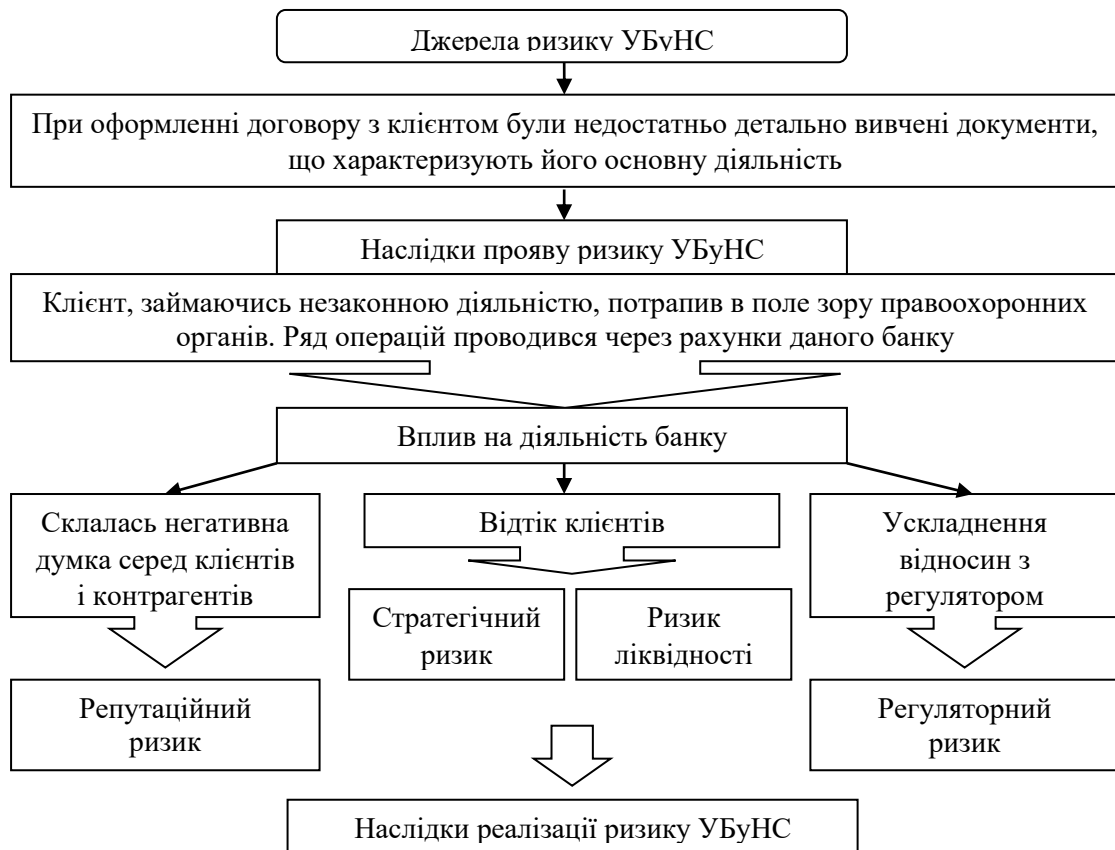 Джерела ризику УБуНС
При оформленні договору з клієнтом були недостатньо детально вивчені документи,
що характеризують його основну діяльність
Наслідки прояву ризику УБуНС
Клієнт, займаючись незаконною діяльністю, потрапив в поле зору правоохоронних
органів. Ряд операцій проводився через рахунки даного банку
Вплив на діяльність банку
Склалась негативна
думка серед клієнтів
і контрагентів
Відтік клієнтів
Ускладнення
відносин з
регулятором
Стратегічний
ризик
Ризик
ліквідності
Репутаційний
ризик
Регуляторний
ризик
Наслідки реалізації ризику УБуНС